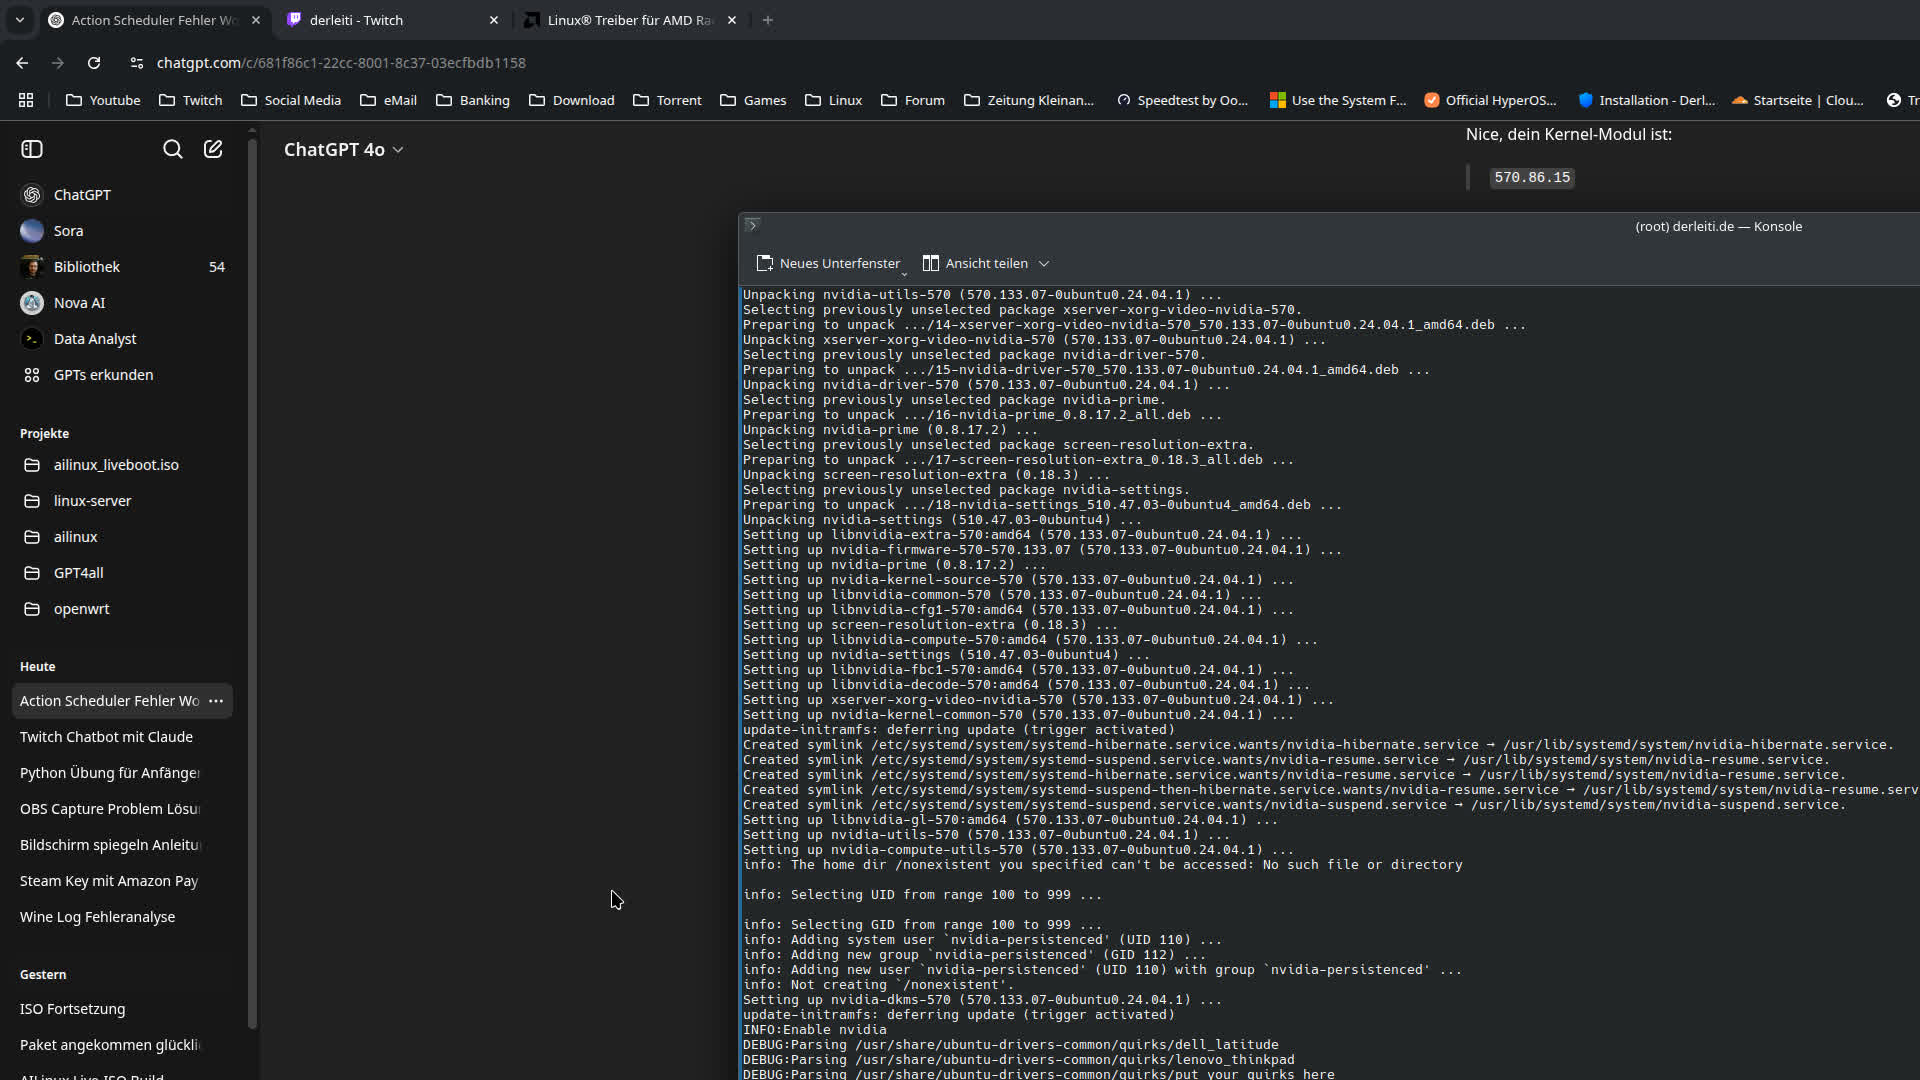 Action Scheduler Fehler Wo
derleiti - Twitch
Linux® Treiber für AMD Ra
chatgpt.com/c/681f86c1-22cc-8001-8c37-03ecfbdb1158
Youtube
Twitch
Social Media
eMail
Banking
Download
Torrent
Games
Linux
Forum
Zeitung Kleinan...
Speedtest by Oo...
Use the System F...
Official HyperOS...
Installation - Derl...
Startseite | Clou...
Tr
ChatGPT 4o
Nice, dein Kernel-Modul ist:
570.86.15
ChatGPT
Sora
Bibliothek 54
Nova AI
Data Analyst
GPTs erkunden
Projekte
ailinux_liveboot.iso
linux-server
ailinux
GPT4all
openwrt
Heute
Action Scheduler Fehler Wo
Twitch Chatbot mit Claude
Python Übung für Anfänger
OBS Capture Problem Lösu
Bildschirm spiegeln Anleitu
Steam Key mit Amazon Pay
Wine Log Fehleranalyse
Gestern
ISO Fortsetzung
Paket angekommen glückli
AILinux Live ISO Build
(root) derleiti.de — Konsole
Neues Unterfenster
Ansicht teilen
Unpacking nvidia-utils-570 (570.133.07-0ubuntu0.24.04.1) ...
Selecting previously unselected package xserver-xorg-video-nvidia-570.
Preparing to unpack .../14-xserver-xorg-video-nvidia-570_570.133.07-0ubuntu0.24.04.1_amd64.deb ...
Unpacking xserver-xorg-video-nvidia-570 (570.133.07-0ubuntu0.24.04.1) ...
Selecting previously unselected package nvidia-driver-570.
Preparing to unpack .../15-nvidia-driver-570_570.133.07-0ubuntu0.24.04.1_amd64.deb ...
Unpacking nvidia-driver-570 (570.133.07-0ubuntu0.24.04.1) ...
Selecting previously unselected package nvidia-prime.
Preparing to unpack .../16-nvidia-prime_0.8.17.2_all.deb ...
Unpacking nvidia-prime (0.8.17.2) ...
Selecting previously unselected package screen-resolution-extra.
Preparing to unpack .../17-screen-resolution-extra_0.18.3_all.deb ...
Unpacking screen-resolution-extra (0.18.3) ...
Selecting previously unselected package nvidia-settings.
Preparing to unpack .../18-nvidia-settings_510.47.03-0ubuntu4_amd64.deb ...
Unpacking nvidia-settings (510.47.03-0ubuntu4) ...
Setting up libnvidia-extra-570:amd64 (570.133.07-0ubuntu0.24.04.1) ...
Setting up nvidia-firmware-570-570.133.07 (570.133.07-0ubuntu0.24.04.1) ...
Setting up nvidia-prime (0.8.17.2) ...
Setting up nvidia-kernel-source-570 (570.133.07-0ubuntu0.24.04.1) ...
Setting up libnvidia-common-570 (570.133.07-0ubuntu0.24.04.1) ...
Setting up libnvidia-cfg1-570:amd64 (570.133.07-0ubuntu0.24.04.1) ...
Setting up screen-resolution-extra (0.18.3) ...
Setting up libnvidia-compute-570:amd64 (570.133.07-0ubuntu0.24.04.1) ...
Setting up nvidia-settings (510.47.03-0ubuntu4) ...
Setting up libnvidia-fbc1-570:amd64 (570.133.07-0ubuntu0.24.04.1) ...
Setting up libnvidia-decode-570:amd64 (570.133.07-0ubuntu0.24.04.1) ...
Setting up xserver-xorg-video-nvidia-570 (570.133.07-0ubuntu0.24.04.1) ...
Setting up nvidia-kernel-common-570 (570.133.07-0ubuntu0.24.04.1) ...
update-initramfs: deferring update (trigger activated)
Created symlink /etc/systemd/system/systemd-hibernate.service.wants/nvidia-hibernate.service → /usr/lib/systemd/system/nvidia-hibernate.service.
Created symlink /etc/systemd/system/systemd-suspend.service.wants/nvidia-resume.service → /usr/lib/systemd/system/nvidia-resume.service.
Created symlink /etc/systemd/system/systemd-hibernate.service.wants/nvidia-resume.service → /usr/lib/systemd/system/nvidia-resume.service.
Created symlink /etc/systemd/system/systemd-suspend-then-hibernate.service.wants/nvidia-resume.service → /usr/lib/systemd/system/nvidia-resume.serv
Created symlink /etc/systemd/system/systemd-suspend.service.wants/nvidia-suspend.service → /usr/lib/systemd/system/nvidia-suspend.service.
Setting up libnvidia-gl-570:amd64 (570.133.07-0ubuntu0.24.04.1) ...
Setting up nvidia-utils-570 (570.133.07-0ubuntu0.24.04.1) ...
Setting up nvidia-compute-utils-570 (570.133.07-0ubuntu0.24.04.1) ...
info: The home dir /nonexistent you specified can't be accessed: No such file or directory
info: Selecting UID from range 100 to 999 ...
info: Selecting GID from range 100 to 999 ...
info: Adding system user `nvidia-persistenced' (UID 110) ...
info: Adding new group `nvidia-persistenced' (GID 112) ...
info: Adding new user `nvidia-persistenced' (UID 110) with group `nvidia-persistenced' ...
info: Not creating `/nonexistent'.
Setting up nvidia-dkms-570 (570.133.07-0ubuntu0.24.04.1) ...
update-initramfs: deferring update (trigger activated)
INFO:Enable nvidia
DEBUG:Parsing /usr/share/ubuntu-drivers-common/quirks/dell_latitude
DEBUG:Parsing /usr/share/ubuntu-drivers-common/quirks/lenovo_thinkpad
DEBUG:Parsing /usr/share/ubuntu-drivers-common/quirks/put_your_quirks_here